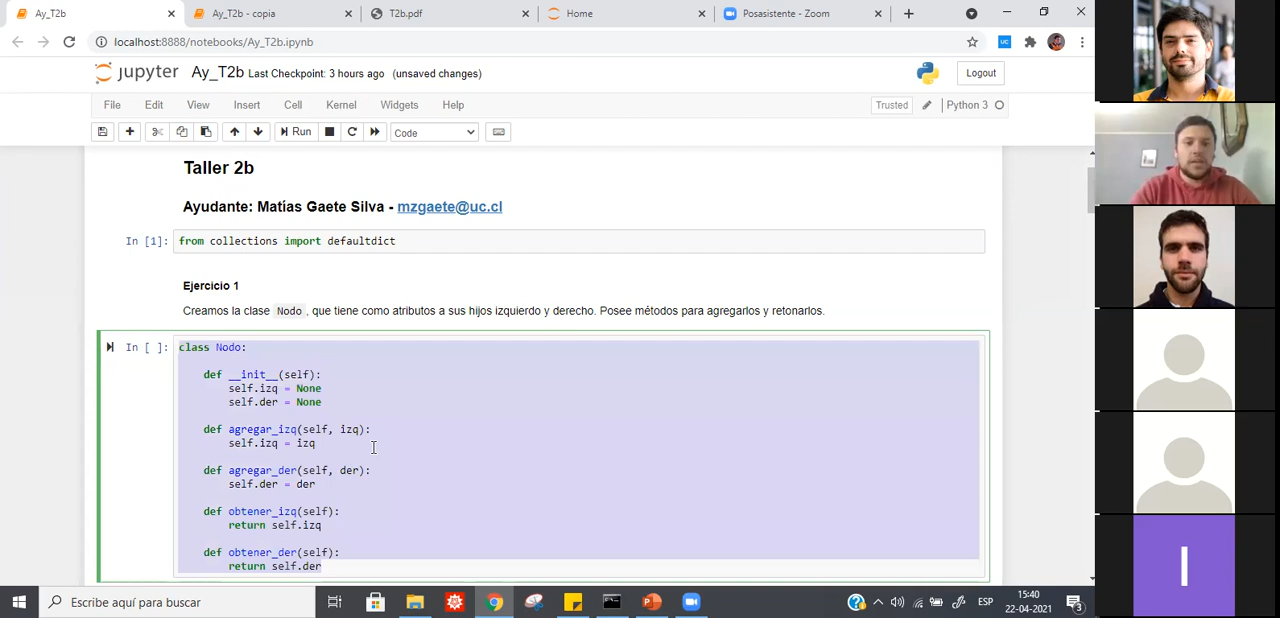 Ay_T2b
Ay_T2b - copia
T2b.pdf
Home
Posasistente - Zoom
localhost:8888/notebooks/Ay_T2b.ipynb
UC
jupyter Ay_T2b Last Checkpoint: 3 hours ago (unsaved changes)
Logout
File Edit View Insert Cell Kernel Widgets Help
Trusted
Python 3
Run
Code
Taller 2b
Ayudante: Matías Gaete Silva - mzgaete@uc.cl
In [1]: from collections import defaultdict
Ejercicio 1
Creamos la clase Nodo , que tiene como atributos a sus hijos izquierdo y derecho. Posee métodos para agregarlos y retonarlos.
In [ ]: class Nodo:
def __init__(self):
self.izq = None
self.der = None
def agregar_izq(self, izq):
self.izq = izq
def agregar_der(self, der):
self.der = der
def obtener_izq(self):
return self.izq
def obtener_der(self):
return self.der
I
Escribe aquí para buscar
ESP
15:40
22-04-2021
3